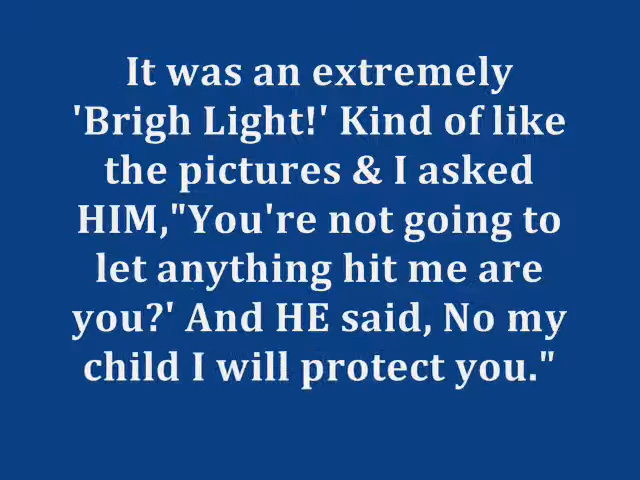 It was an extremely
'Brigh Light!' Kind of like
the pictures & I asked
HIM,"You're not going to
let anything hit me are
you?' And HE said, No my
child I will protect you."